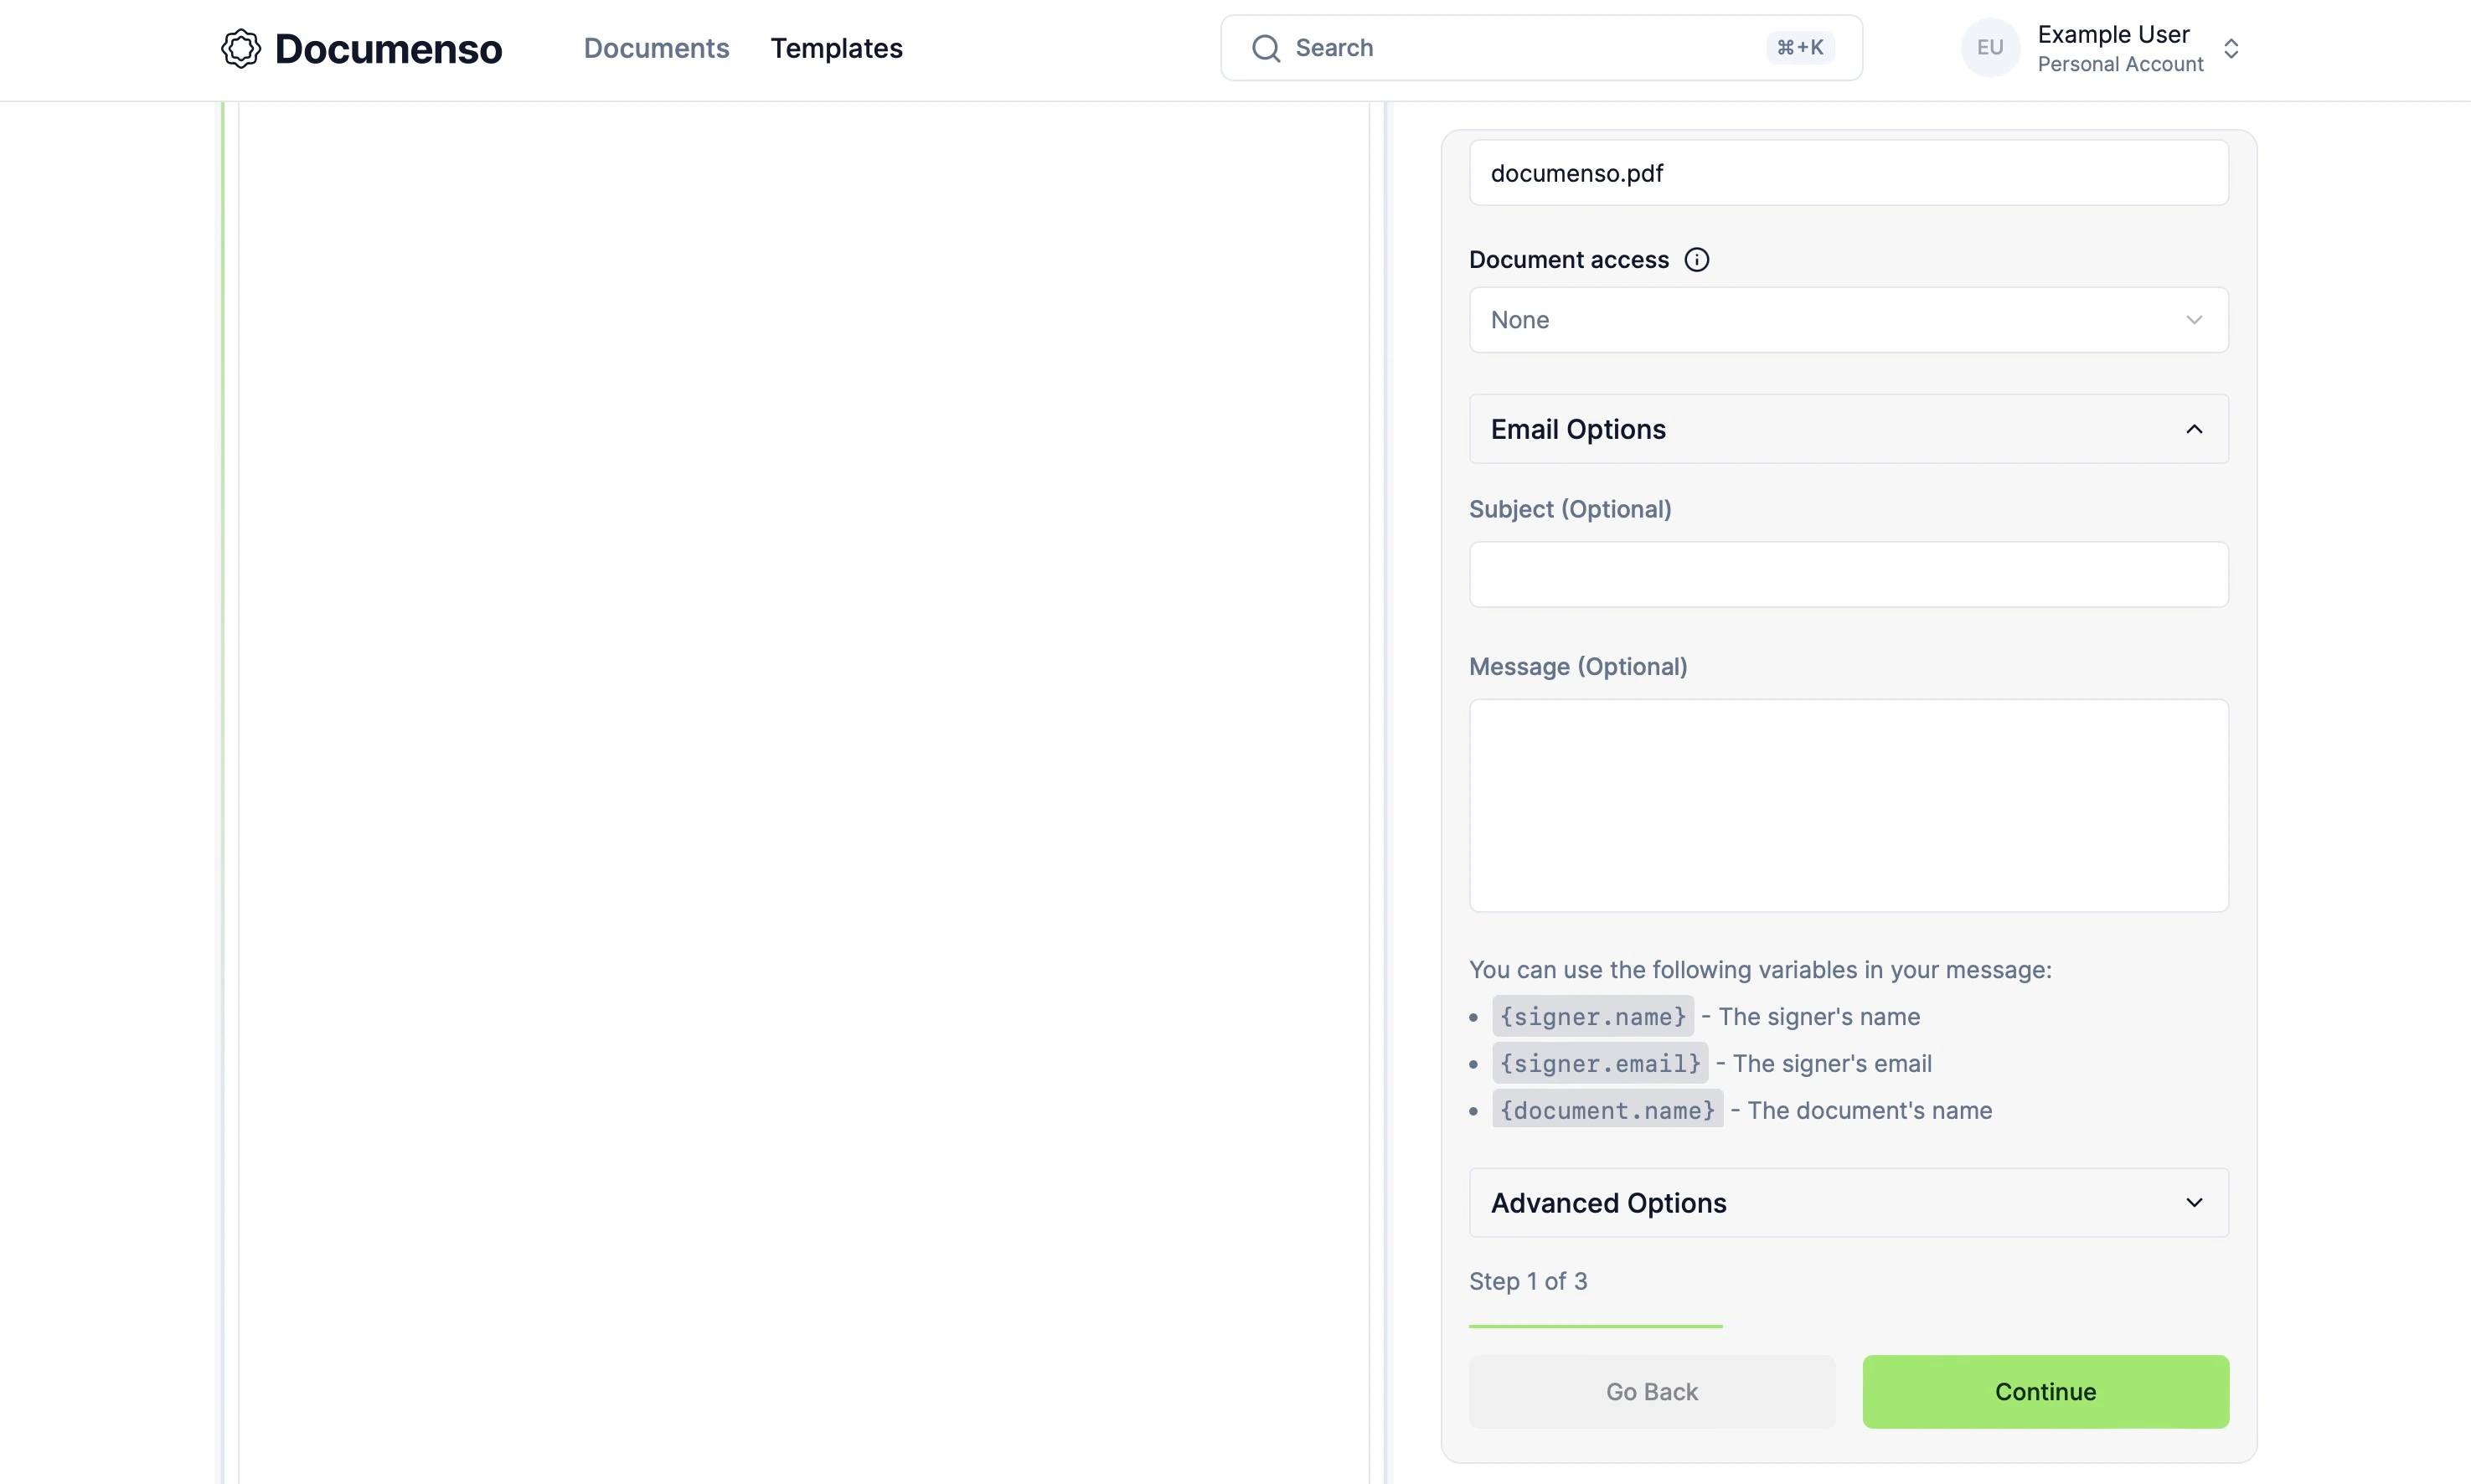 Documenso
Documents
Templates
Search
⌘+K
EU
Example User
Personal Account
documenso.pdf
Document access
None
Email Options
Subject (Optional)
Message (Optional)
You can use the following variables in your message:
{signer.name} - The signer's name
{signer.email} - The signer's email
{document.name} - The document's name
Advanced Options
Step 1 of 3
Go Back
Continue